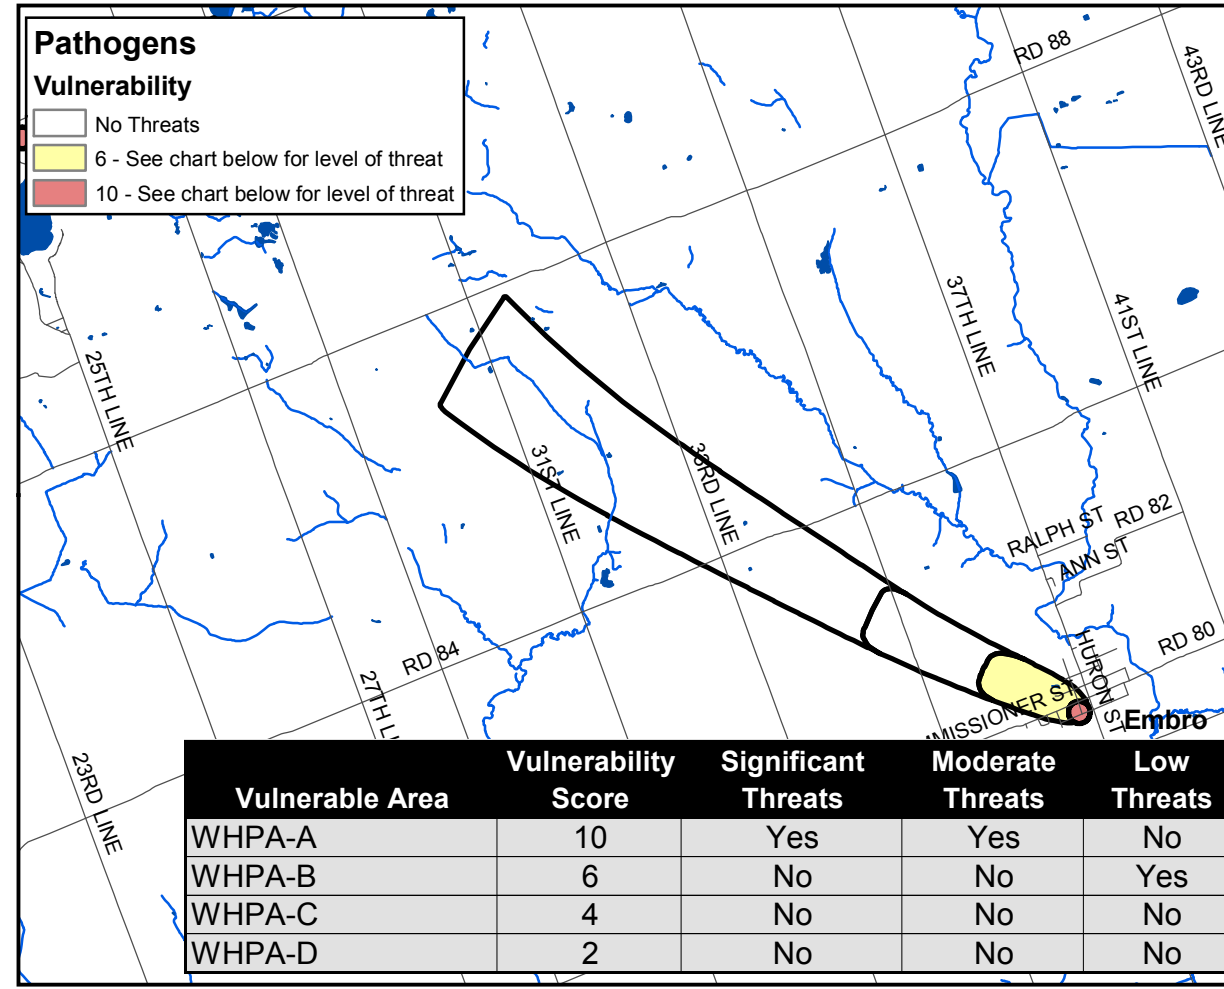 Pathogens
Vulnerability
No Threats
6 - See chart below for level of threat
10 - See chart below for level of threat
RD 88
43RD LINE
37TH LINE
41ST LINE
25TH LINE
31ST LINE
33RD LINE
RALPH ST
RD 82
ANN ST
HURON ST
RD 80
RD 84
27TH LI
MMISSIONER ST
Embro
23RD LINE
Vulnerable Area Vulnerability Score Significant Threats Moderate Threats Low Threats
WHPA-A 10 Yes Yes No
WHPA-B 6 No No Yes
WHPA-C 4 No No No
WHPA-D 2 No No No